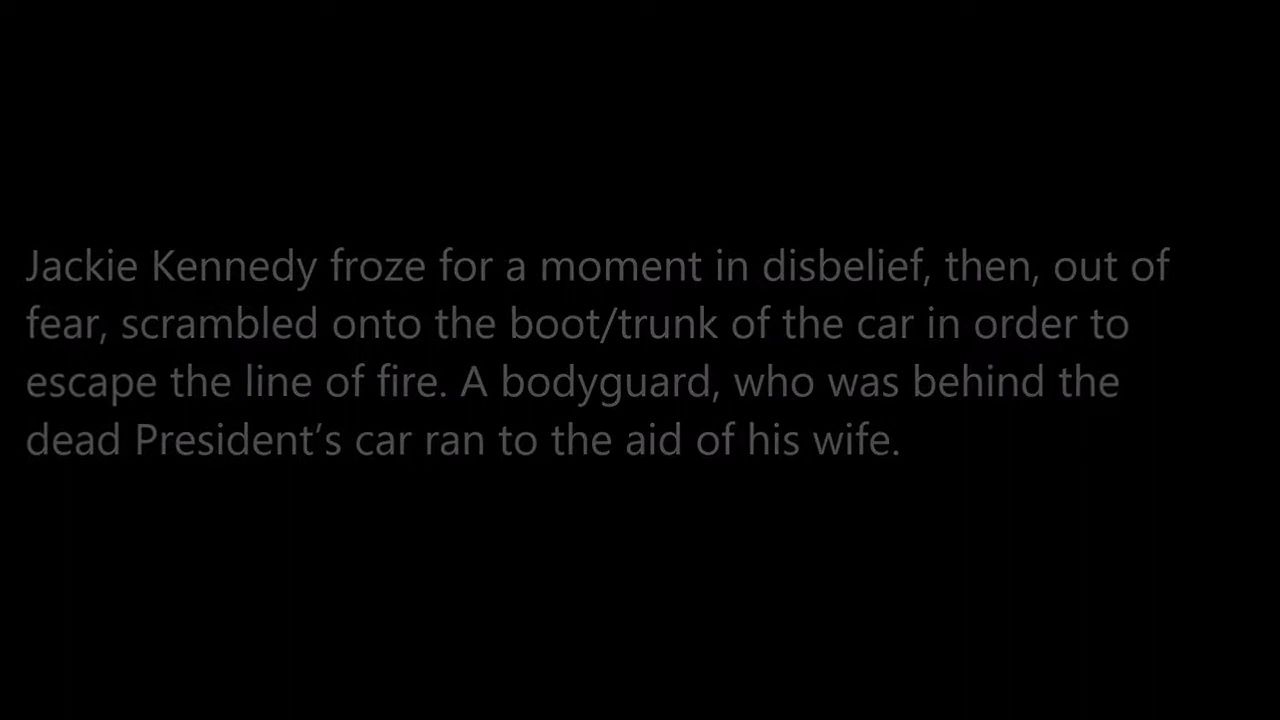 Jackie Kennedy froze for a moment in disbelief, then, out of
fear, scrambled onto the boot/trunk of the car in order to
escape the line of fire. A bodyguard, who was behind the
dead President’s car ran to the aid of his wife.